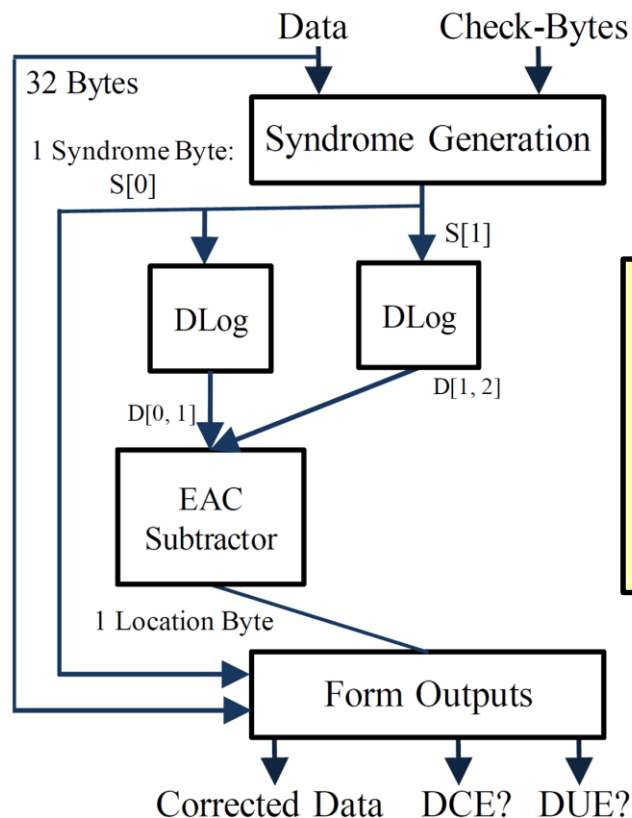 Data
Check-Bytes
32 Bytes
Syndrome Generation
1 Syndrome Byte:
S[0]
S[1]
DLog
DLog
D[0, 1]
D[1, 2]
EAC
Subtractor
1 Location Byte
Form Outputs
Corrected Data
DCE?
DUE?